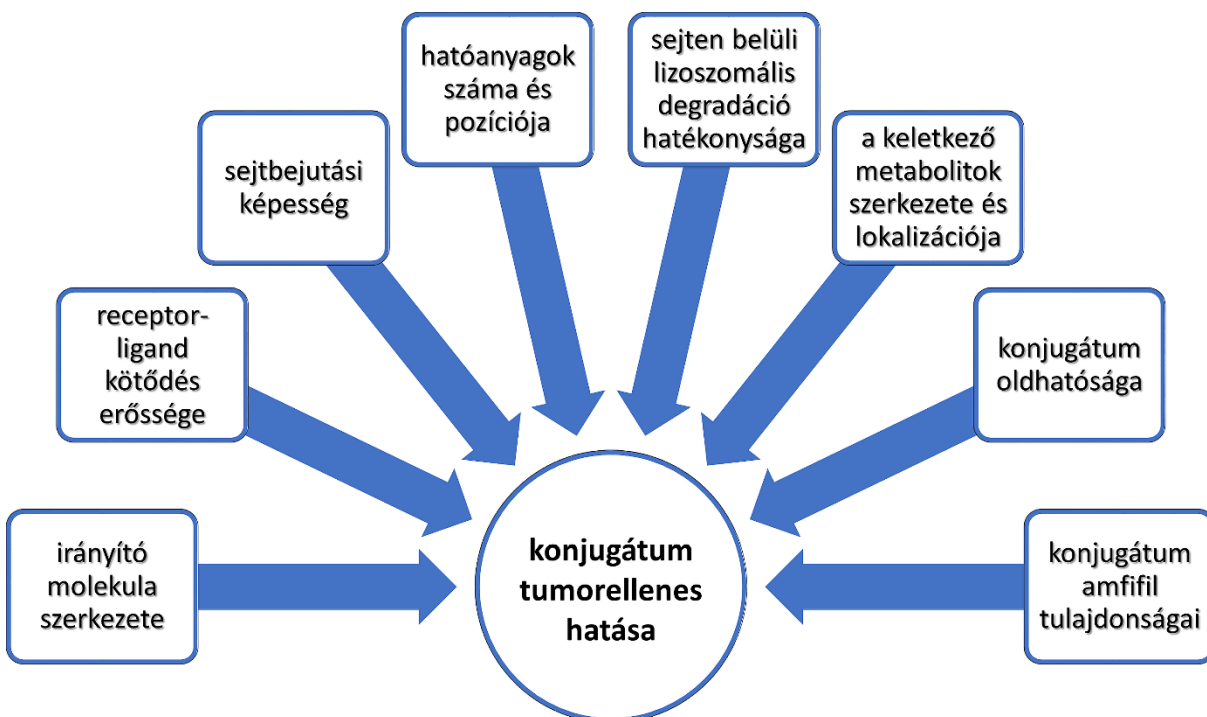 irányító
molekula
szerkezete
receptor-
ligand
kötődés
erőssége
sejtbejutási
képesség
hatóanyagok
száma és
pozíciója
sejten belüli
lizoszomális
degradáció
hatékonysága
a keletkező
metabolitok
szerkezete és
lokalizációja
konjugátum
oldhatósága
konjugátum
amfifil
tulajdonságai
konjugátum
tumorellenes
hatása